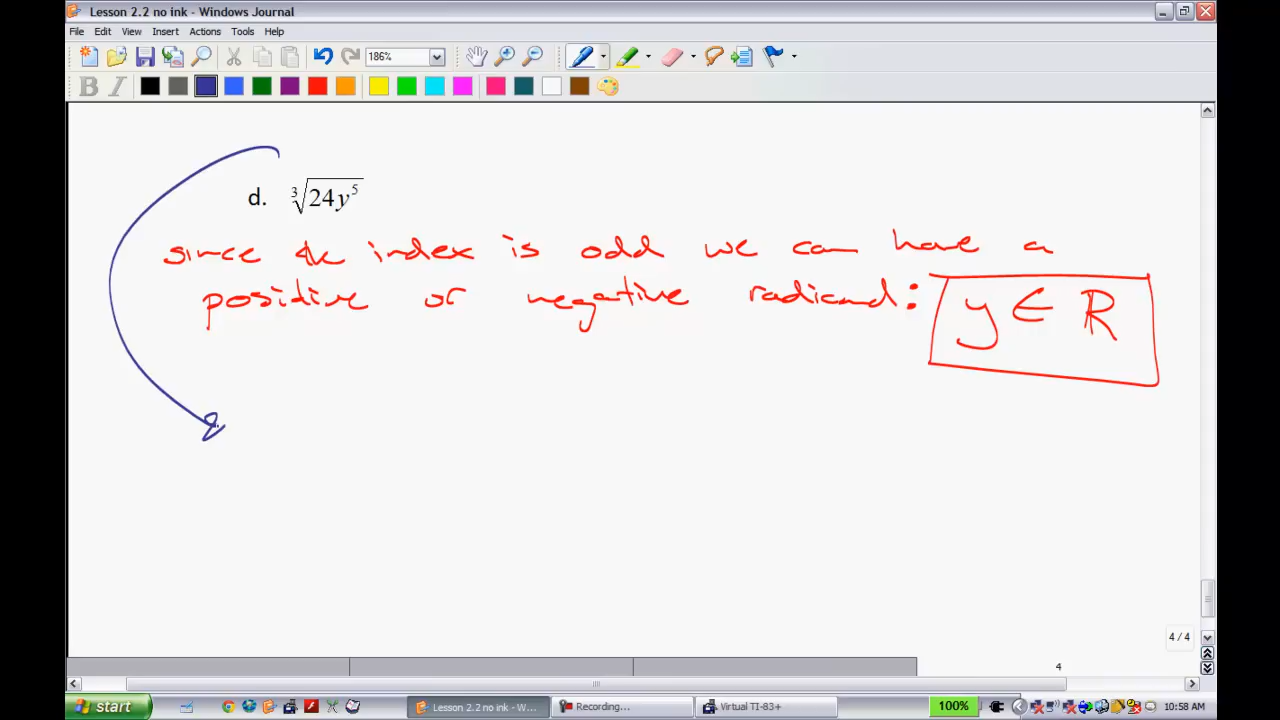 Lesson 2.2 no ink - Windows Journal
File Edit View Insert Actions Tools Help
186%
B I
d. ∛24y⁵
since the index is odd we can have a
positive or negative radicand: y ∈ ℝ
4 / 4
4
start Lesson 2.2 no ink - W... Recording... Virtual TI-83+ 100% 10:58 AM